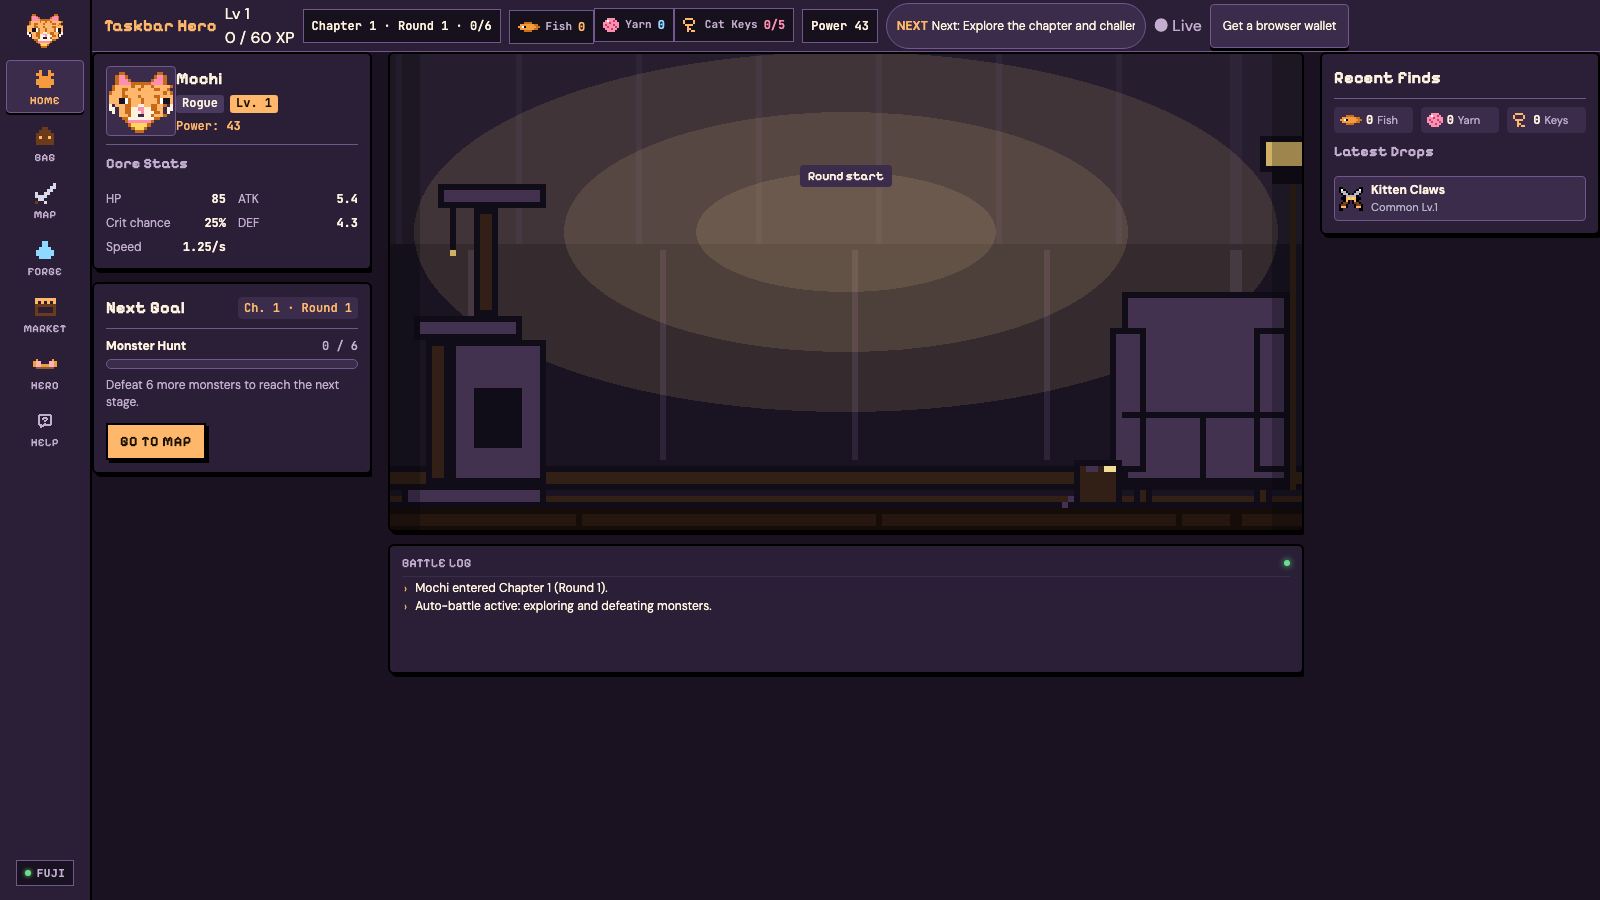 Taskbar Hero
Lv 1
0 / 60 XP
Chapter 1 · Round 1 · 0/6
Fish 0
Yarn 0
Cat Keys 0/5
Power 43
NEXT Next: Explore the chapter and challer
Live
Get a browser wallet
HOME
BAG
MAP
FORGE
MARKET
HERO
HELP
FUJI
Mochi
Rogue
Lv. 1
Power: 43
Core Stats
HP 85 ATK 5.4
Crit chance 25% DEF 4.3
Speed 1.25/s
Next Goal
Ch. 1 · Round 1
Monster Hunt 0 / 6
Defeat 6 more monsters to reach the next
stage.
GO TO MAP
Round start
BATTLE LOG
› Mochi entered Chapter 1 (Round 1).
› Auto-battle active: exploring and defeating monsters.
Recent Finds
0 Fish
0 Yarn
0 Keys
Latest Drops
Kitten Claws
Common Lv.1